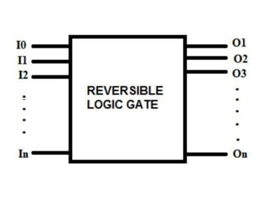 I0
I1
I2
In
REVERSIBLE
LOGIC GATE
O1
O2
O3
On